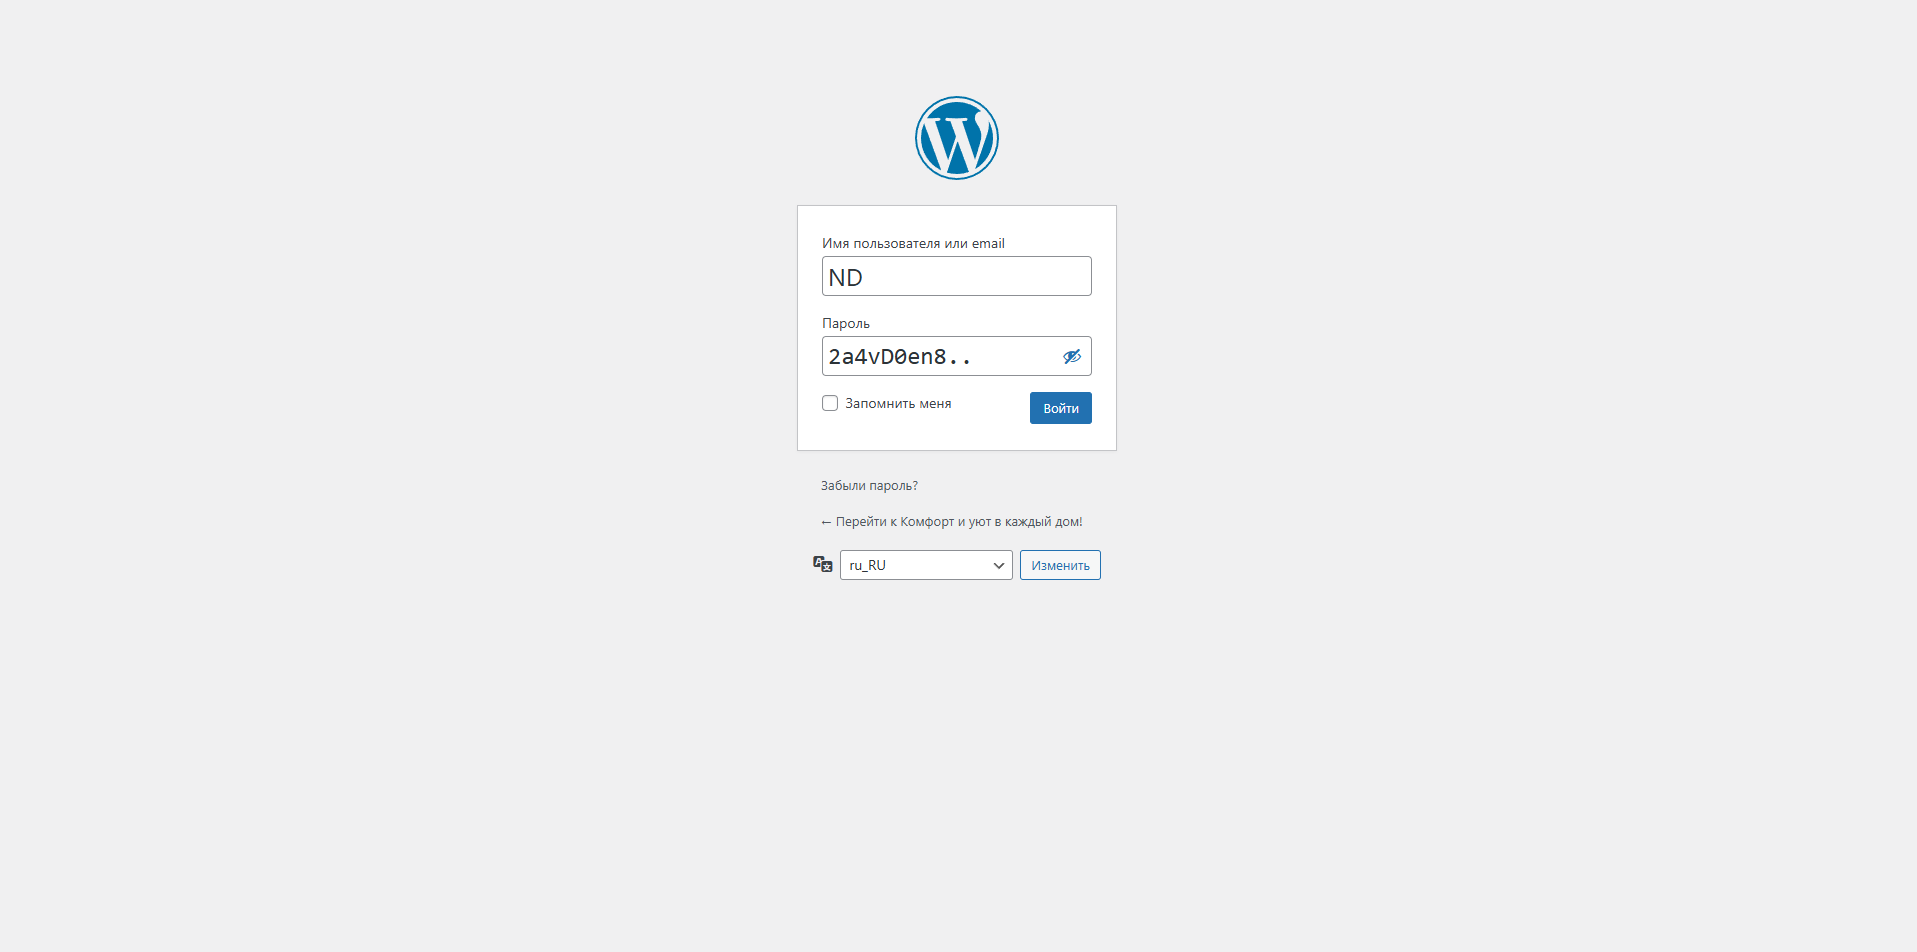 Имя пользователя или email
ND
Пароль
2a4vD0en8..
Запомнить меня
Войти
Забыли пароль?
← Перейти к Комфорт и уют в каждый дом!
ru_RU
Изменить